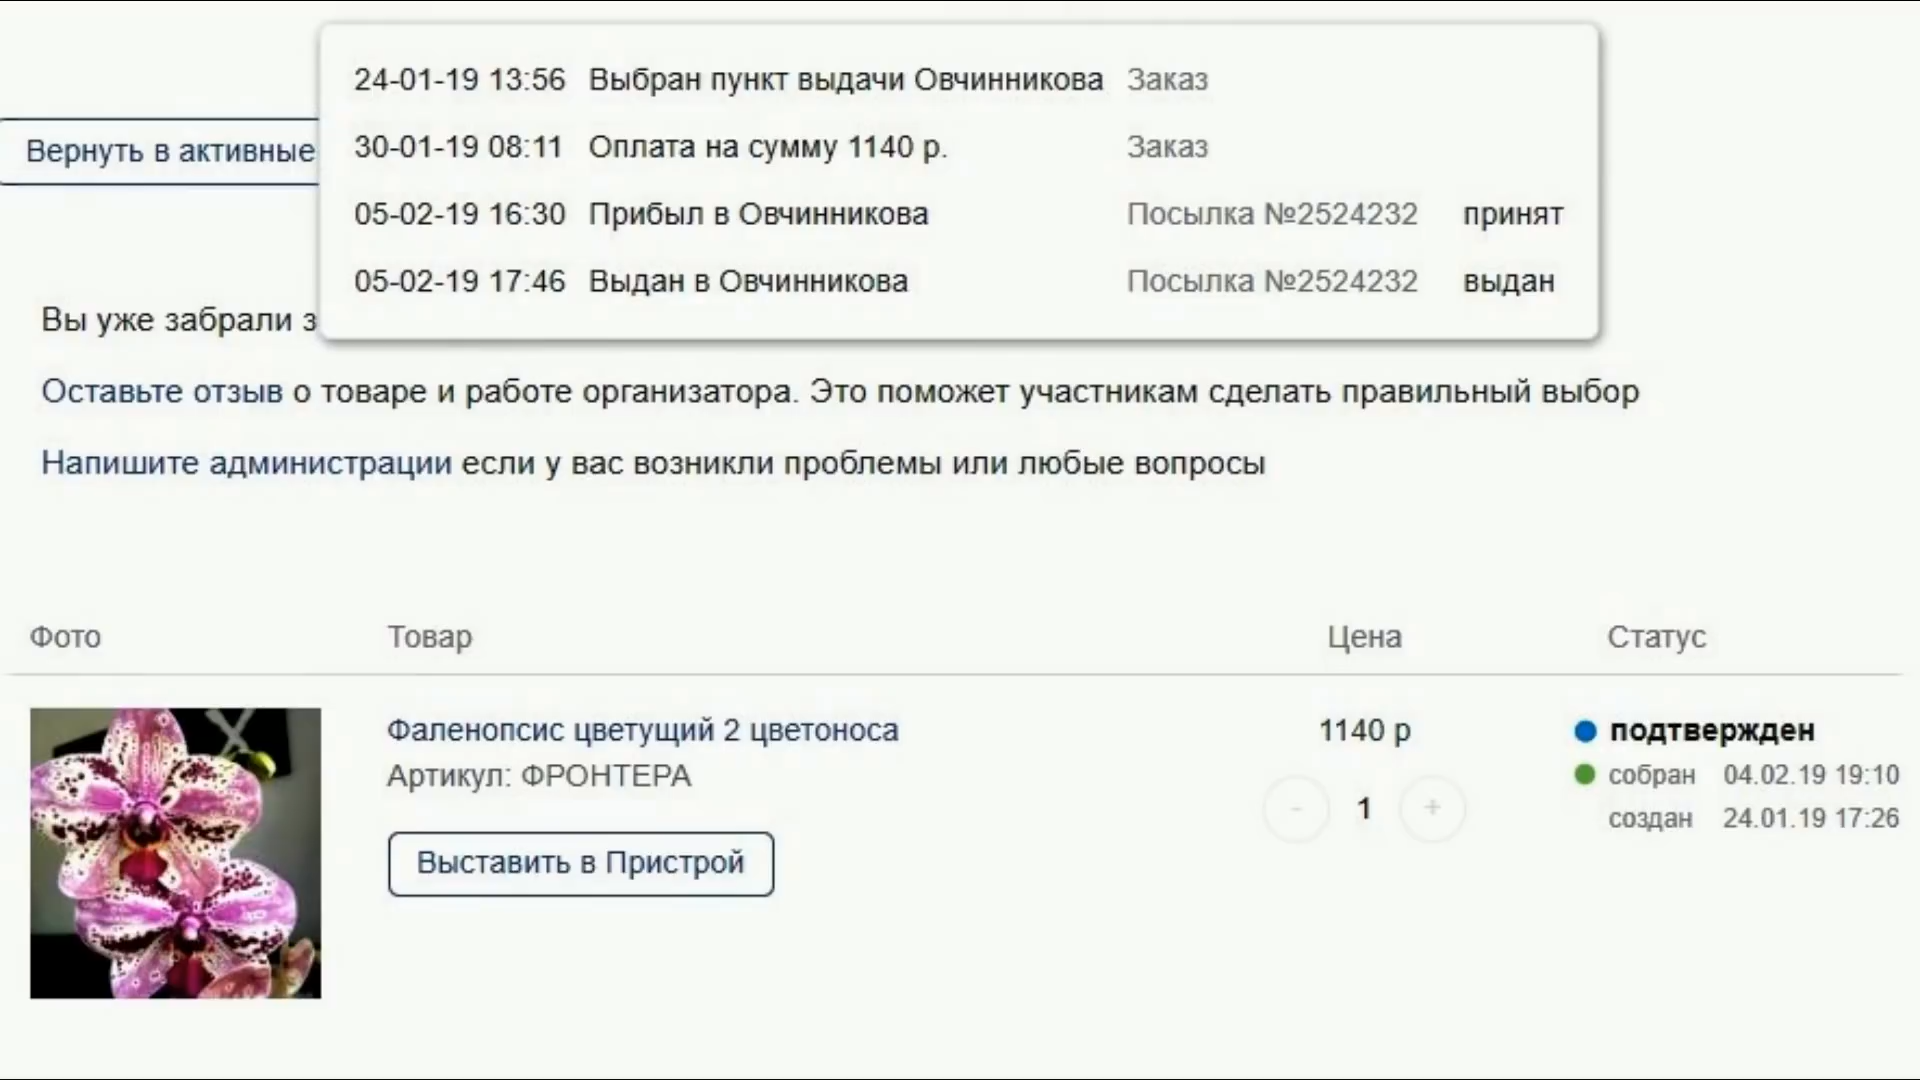 24-01-19 13:56 Выбран пункт выдачи Овчинникова Заказ
Вернуть в активные
30-01-19 08:11 Оплата на сумму 1140 р. Заказ
05-02-19 16:30 Прибыл в Овчинникова Посылка №2524232 принят
05-02-19 17:46 Выдан в Овчинникова Посылка №2524232 выдан
Вы уже забрали з
Оставьте отзыв о товаре и работе организатора. Это поможет участникам сделать правильный выбор
Напишите администрации если у вас возникли проблемы или любые вопросы
Фото Товар Цена Статус
Фаленопсис цветущий 2 цветоноса 1140 р подтвержден
Артикул: ФРОНТЕРА собран 04.02.19 19:10
- 1 + создан 24.01.19 17:26
Выставить в Пристрой